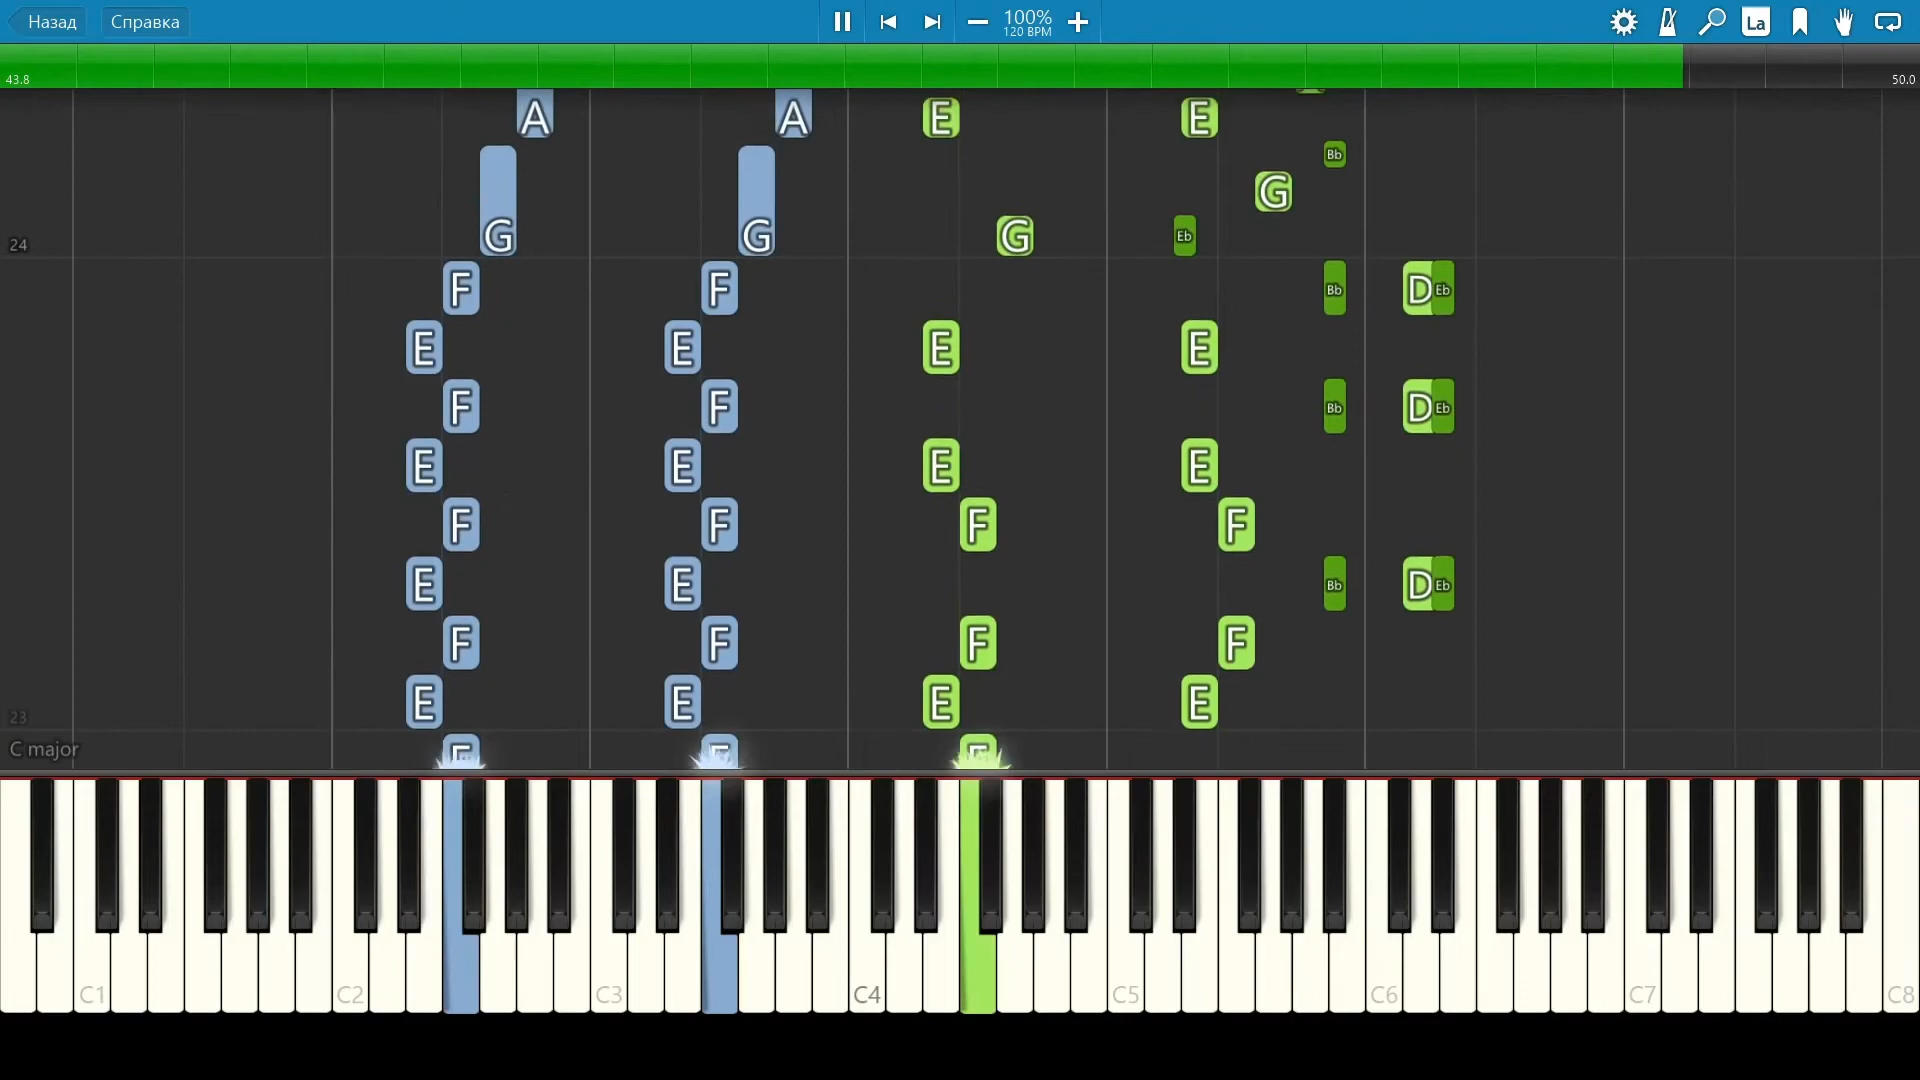 Назад Справка 100% La
120 BPM
43.8 50.0
A A E E
Bb
G
G G G Eb
24
F F Bb D Eb
E E E E
F F Bb D Eb
E E E E
F F F F
E E Bb D Eb
F F F F
E E E E
23
C major
C1 C2 C3 C4 C5 C6 C7 C8